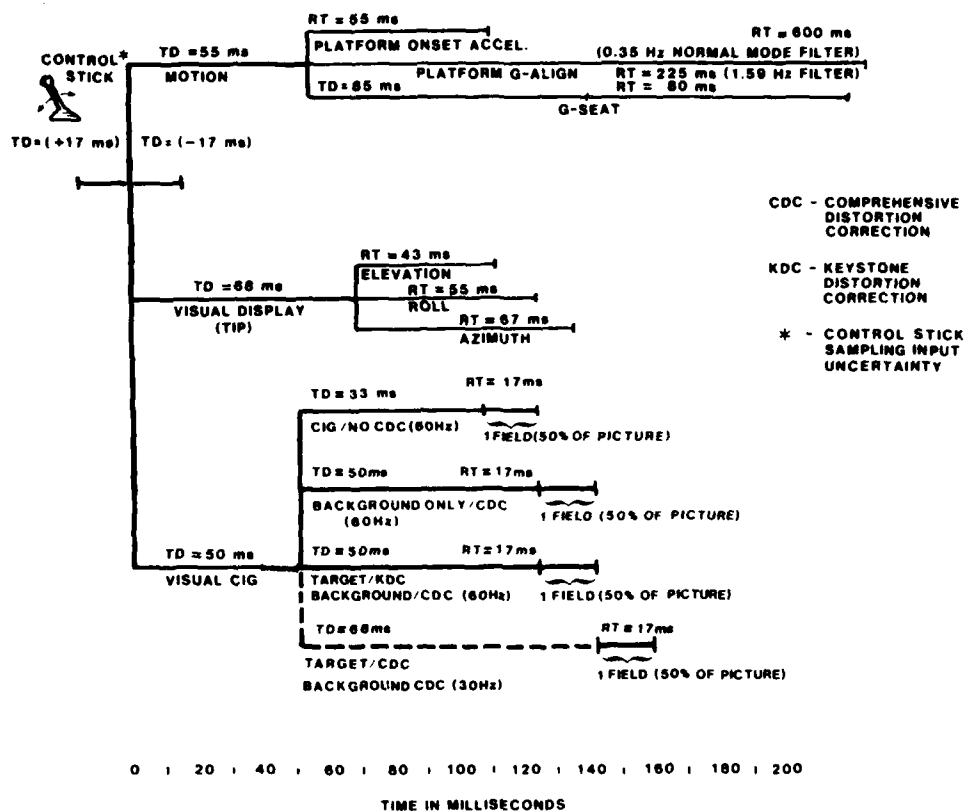 CONTROL *
STICK
TD = 55 ms
MOTION
RT = 55 ms
PLATFORM ONSET ACCEL.
RT = 600 ms
(0.35 Hz NORMAL MODE FILTER)
PLATFORM G-ALIGN
RT = 225 ms (1.59 Hz FILTER)
TD = 85 ms
RT = 80 ms
G-SEAT
TD = (+17 ms)
TD = (-17 ms)
CDC - COMPREHENSIVE
DISTORTION
CORRECTION
KDC - KEYSTONE
DISTORTION
CORRECTION
* - CONTROL STICK
SAMPLING INPUT
UNCERTAINTY
TD = 68 ms
VISUAL DISPLAY
(TIP)
RT = 43 ms
ELEVATION
RT = 55 ms
ROLL
RT = 67 ms
AZIMUTH
TD = 33 ms
RT = 17ms
CIG/NO CDC (60Hz)
1 FIELD (50% OF PICTURE)
TD = 50ms
RT = 17ms
BACKGROUND ONLY/CDC
(60Hz)
1 FIELD (50% OF PICTURE)
TD = 50 ms
VISUAL CIG
TD = 50ms
RT = 17ms
TARGET/KDC
BACKGROUND/CDC (60Hz)
1 FIELD (50% OF PICTURE)
TD = 66ms
RT = 17ms
TARGET/CDC
BACKGROUND CDC (30Hz)
1 FIELD (50% OF PICTURE)
0 20 40 60 80 100 120 140 160 180 200
TIME IN MILLISECONDS